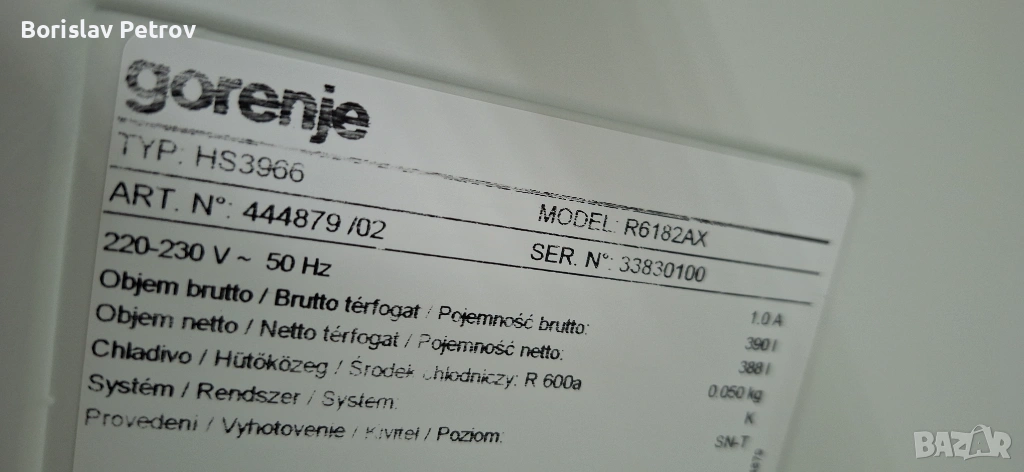 Borislav Petrov
gorenje
TYP: HS3966
MODEL: R6182AX
ART. N°: 444879 /02
SER. N°: 33830100
220-230 V ~ 50 Hz
1.0 A
Objem brutto / Brutto térfogat / Pojemność brutto:
390 l
Objem netto / Netto térfogat / Pojemność netto:
388 l
Chladivo / Hűtőközeg / Środek chłodniczy: R 600a
0.050 kg
Systém / Rendszer / System:
K
Provedeni / Vyhotovenie / Kivitel / Poziom:
SN-T
BAZAR